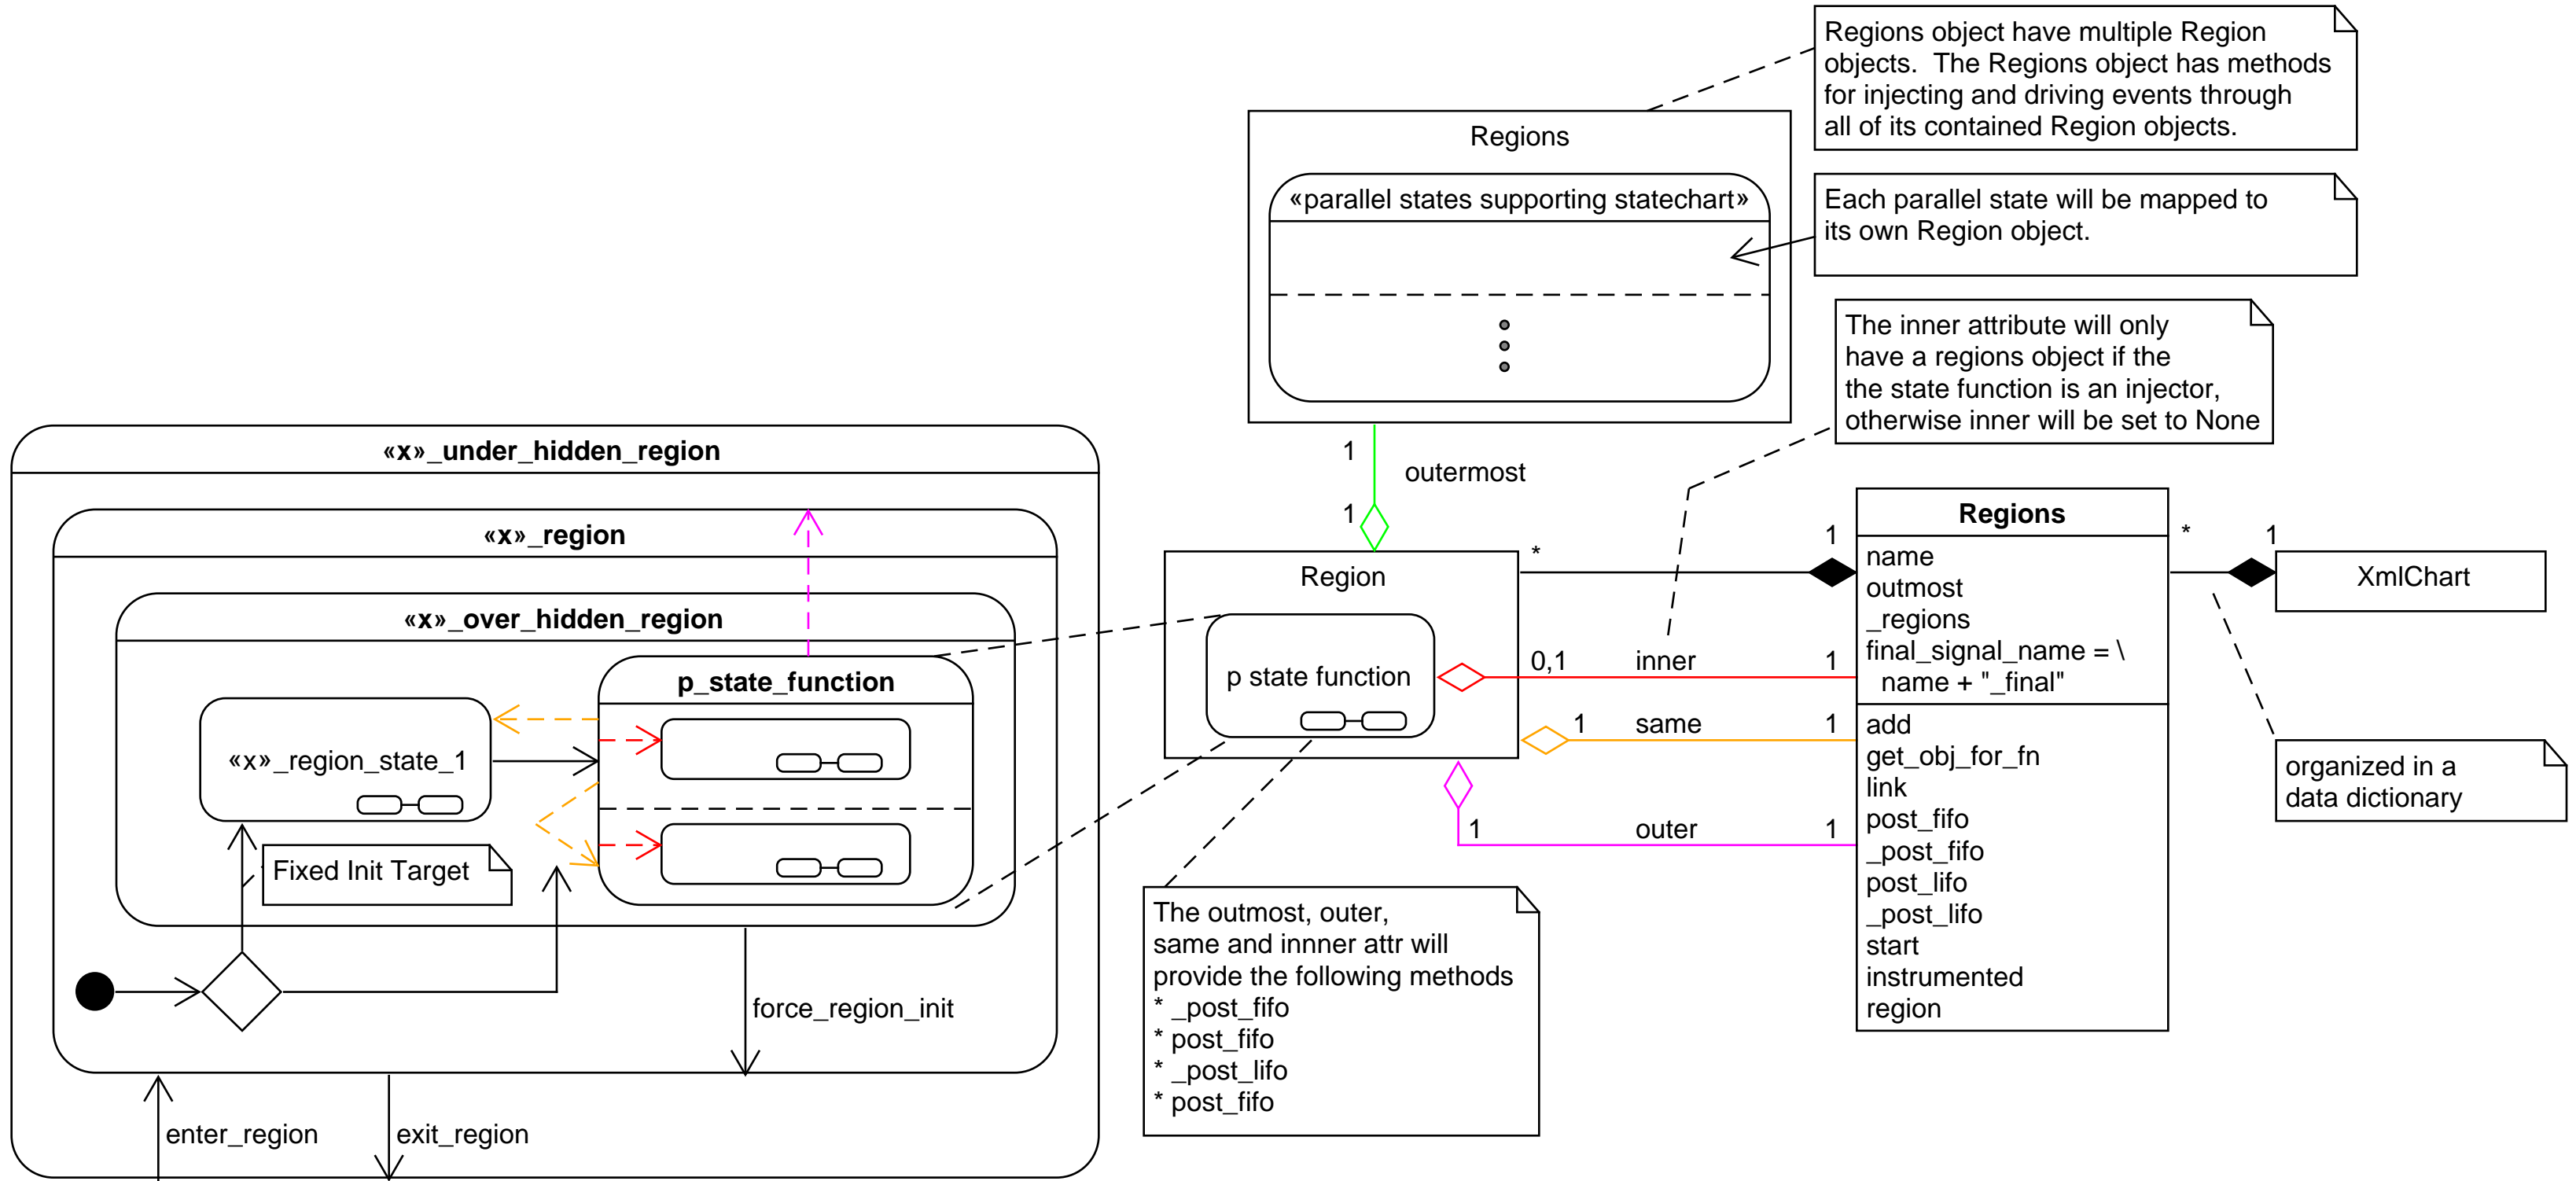 Regions object have multiple Region
objects.  The Regions object has methods
for injecting and driving events through
all of its contained Region objects.
Regions
«parallel states supporting statechart»
Each parallel state will be mapped to
its own Region object.
The inner attribute will only
have a regions object if the
the state function is an injector,
otherwise inner will be set to None
«x»_under_hidden_region
«x»_region
«x»_over_hidden_region
p_state_function
«x»_region_state_1
Fixed Init Target
force_region_init
enter_region
exit_region
1
outermost
1
Region
p state function
*
1
0,1
inner
1
1
same
1
1
outer
1
Regions
name
outmost
_regions
final_signal_name = \
name + "_final"
add
get_obj_for_fn
link
post_fifo
_post_fifo
post_lifo
_post_lifo
start
instrumented
region
*
1
XmlChart
organized in a
data dictionary
The outmost, outer,
same and innner attr will
provide the following methods
* _post_fifo
* post_fifo
* _post_lifo
* post_fifo